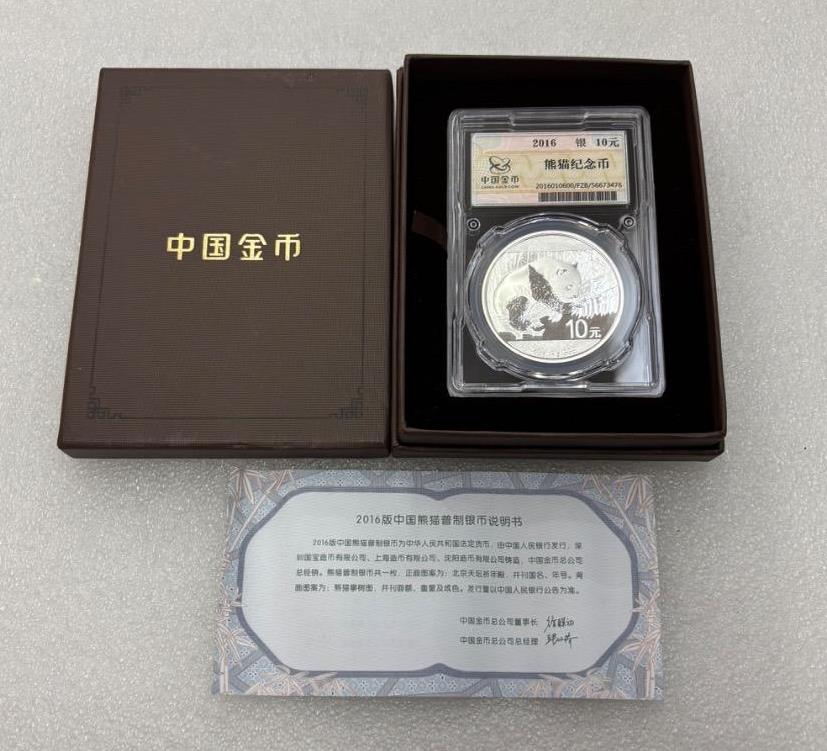 中国金币
2016 银 10元
熊猫纪念币
中国金币
CHINA GOLD COIN
2016010600/FZB/56673476
10元
2016版中国熊猫普制银币说明书
2016版中国熊猫普制银币为中华人民共和国法定货币，由中国人民银行发行，深
圳国宝造币有限公司、上海造币有限公司、沈阳造币有限公司铸造，中国金币总公司
总经销。熊猫普制银币共一枚，正面图案为：北京天坛祈年殿，并刊国名、年号。背
面图案为：熊猫攀树图，并刊面额、重量及成色。发行量以中国人民银行公告为准。
中国金币总公司董事长
中国金币总公司总经理